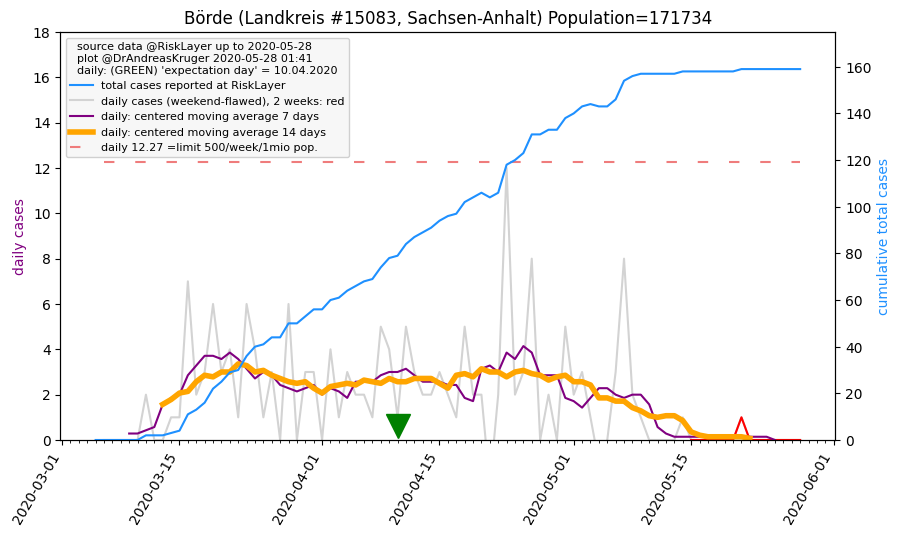 Börde (Landkreis #15083, Sachsen-Anhalt) Population=171734
source data @RiskLayer up to 2020-05-28
plot @DrAndreasKruger 2020-05-28 01:41
daily: (GREEN) 'expectation day' = 10.04.2020
total cases reported at RiskLayer
daily cases (weekend-flawed), 2 weeks: red
daily: centered moving average 7 days
daily: centered moving average 14 days
daily 12.27 =limit 500/week/1mio pop.
daily cases
18
16
14
12
10
8
6
4
2
0
cumulative total cases
160
140
120
100
80
60
40
20
0
2020-03-01
2020-03-15
2020-04-01
2020-04-15
2020-05-01
2020-05-15
2020-06-01